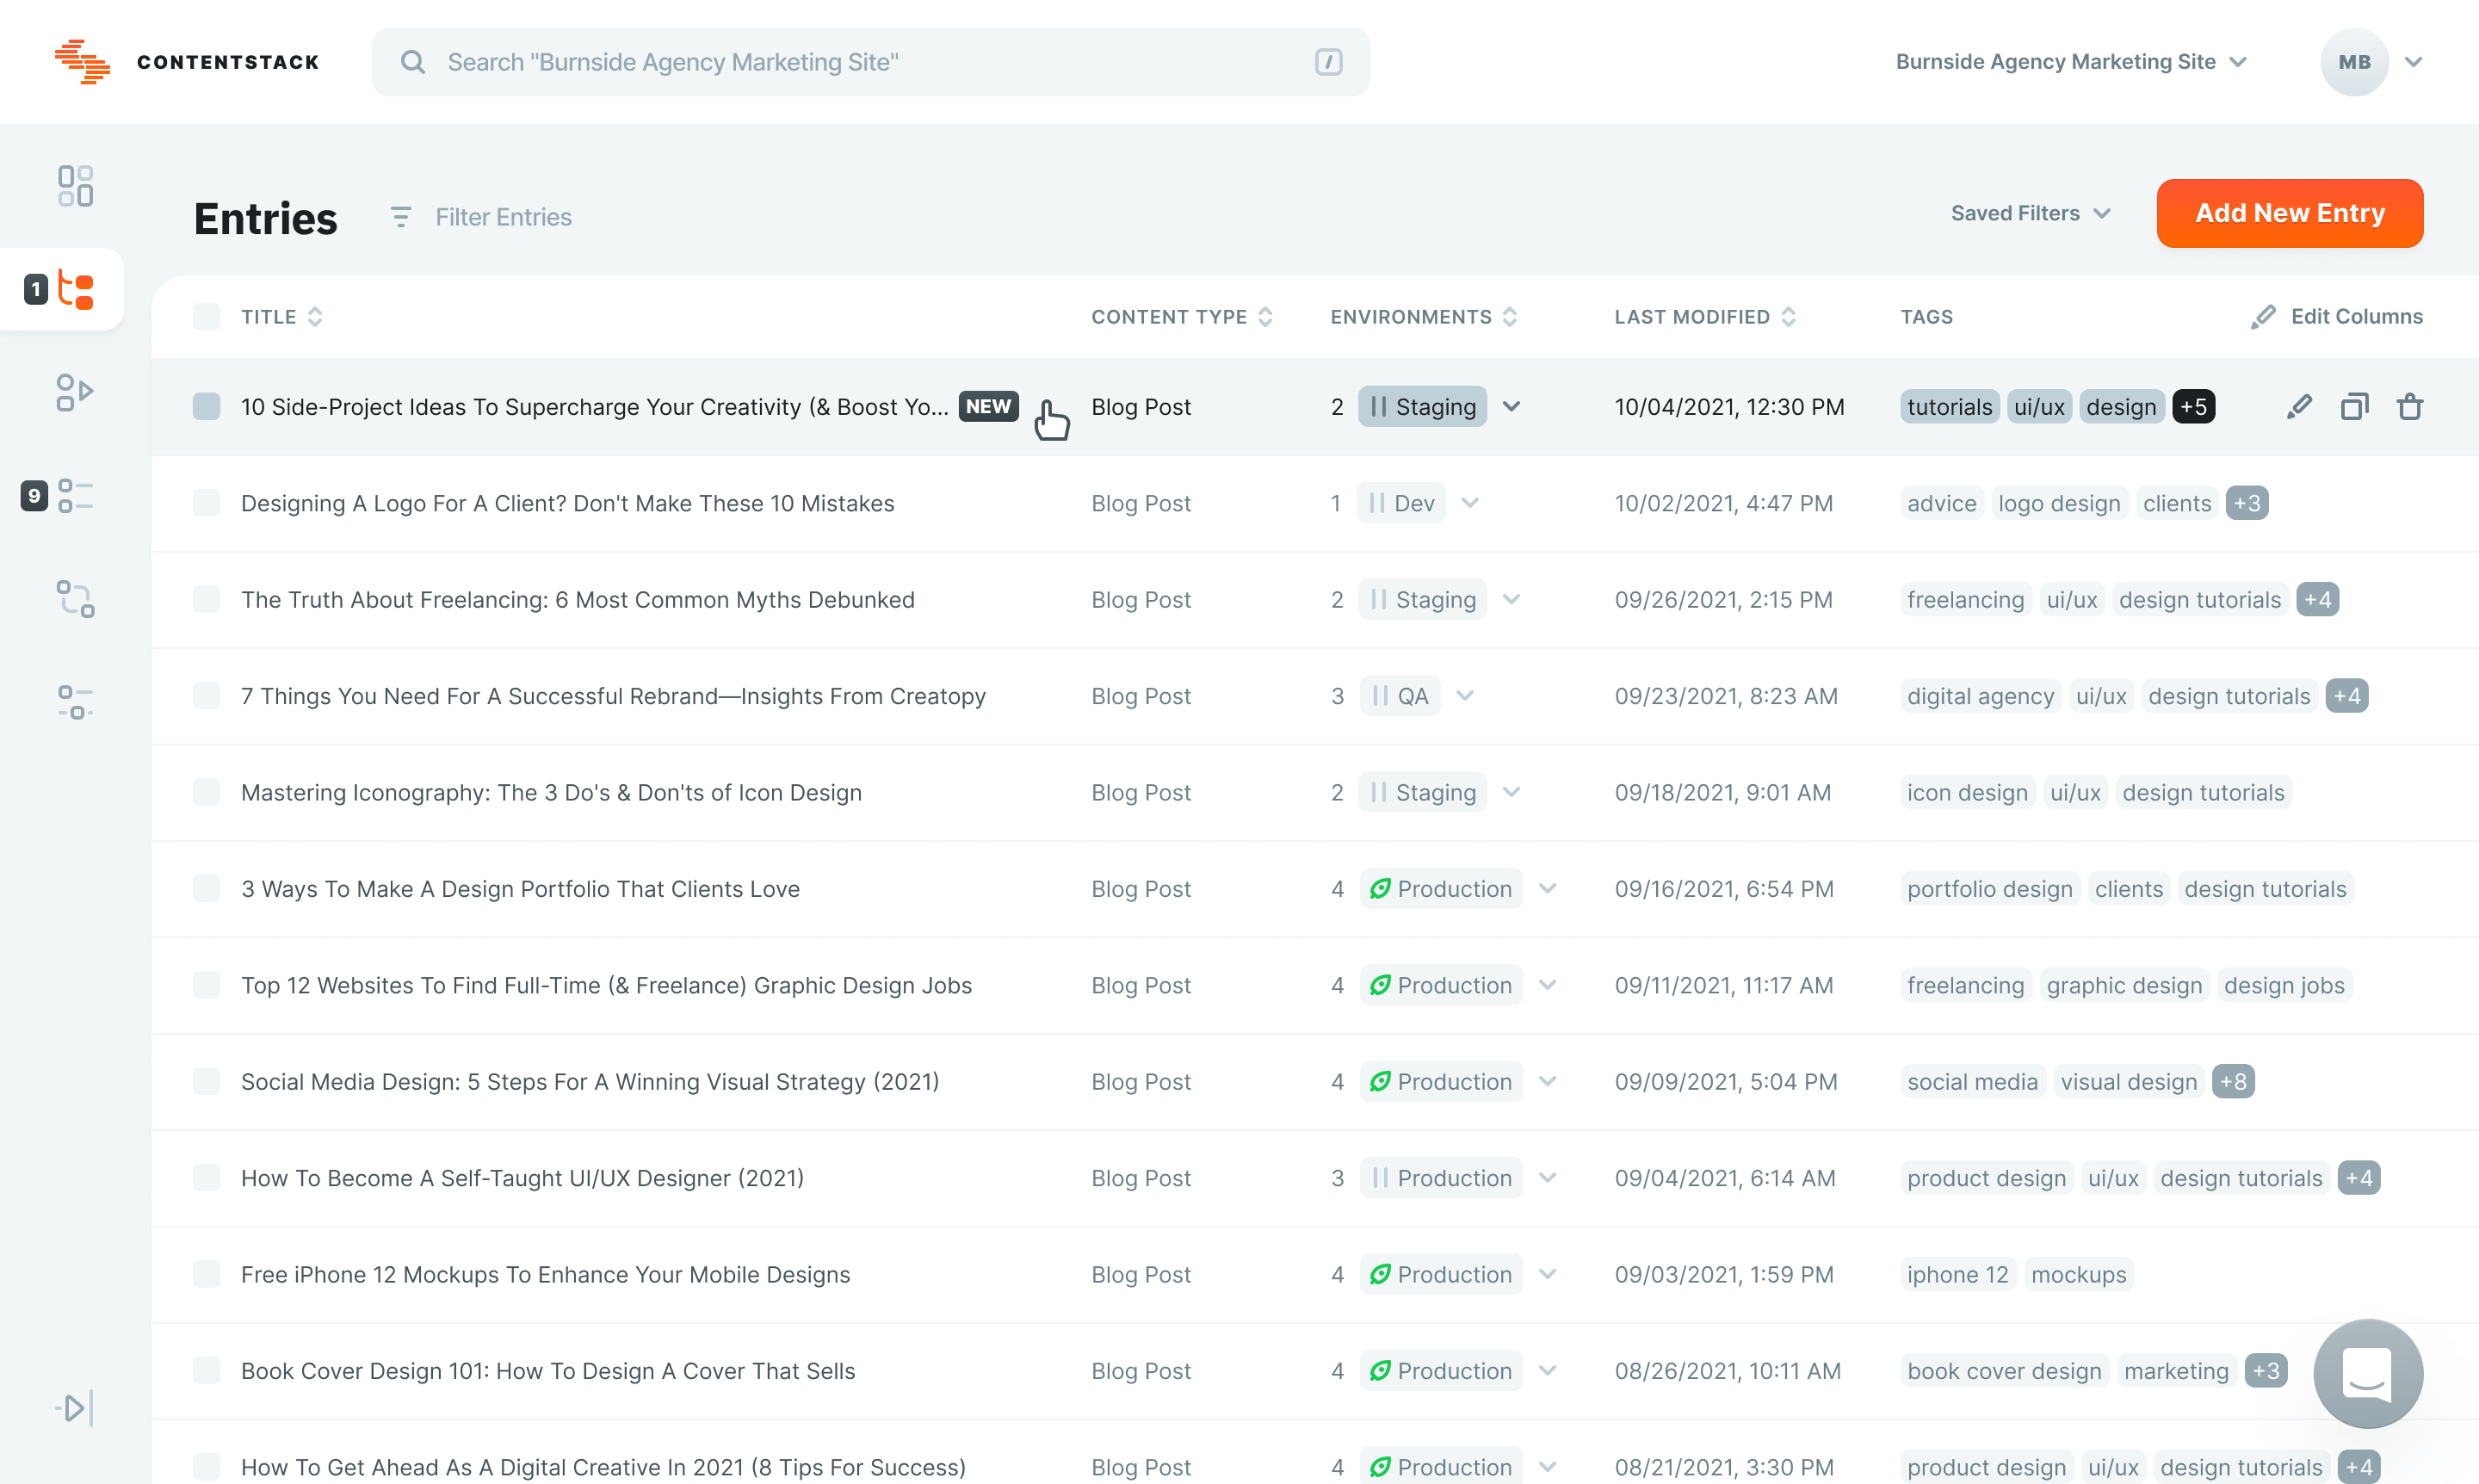 CONTENTSTACK
Search "Burnside Agency Marketing Site" /
Burnside Agency Marketing Site
MB
Entries
Filter Entries
Saved Filters
Add New Entry
1
9
TITLE CONTENT TYPE ENVIRONMENTS LAST MODIFIED TAGS Edit Columns
10 Side-Project Ideas To Supercharge Your Creativity (& Boost Yo... NEW Blog Post 2 Staging 10/04/2021, 12:30 PM tutorials ui/ux design +5
Designing A Logo For A Client? Don't Make These 10 Mistakes Blog Post 1 Dev 10/02/2021, 4:47 PM advice logo design clients +3
The Truth About Freelancing: 6 Most Common Myths Debunked Blog Post 2 Staging 09/26/2021, 2:15 PM freelancing ui/ux design tutorials +4
7 Things You Need For A Successful Rebrand—Insights From Creatopy Blog Post 3 QA 09/23/2021, 8:23 AM digital agency ui/ux design tutorials +4
Mastering Iconography: The 3 Do's & Don'ts of Icon Design Blog Post 2 Staging 09/18/2021, 9:01 AM icon design ui/ux design tutorials
3 Ways To Make A Design Portfolio That Clients Love Blog Post 4 Production 09/16/2021, 6:54 PM portfolio design clients design tutorials
Top 12 Websites To Find Full-Time (& Freelance) Graphic Design Jobs Blog Post 4 Production 09/11/2021, 11:17 AM freelancing graphic design design jobs
Social Media Design: 5 Steps For A Winning Visual Strategy (2021) Blog Post 4 Production 09/09/2021, 5:04 PM social media visual design +8
How To Become A Self-Taught UI/UX Designer (2021) Blog Post 3 Production 09/04/2021, 6:14 AM product design ui/ux design tutorials +4
Free iPhone 12 Mockups To Enhance Your Mobile Designs Blog Post 4 Production 09/03/2021, 1:59 PM iphone 12 mockups
Book Cover Design 101: How To Design A Cover That Sells Blog Post 4 Production 08/26/2021, 10:11 AM book cover design marketing +3
How To Get Ahead As A Digital Creative In 2021 (8 Tips For Success) Blog Post 4 Production 08/21/2021, 3:30 PM product design ui/ux design tutorials +4